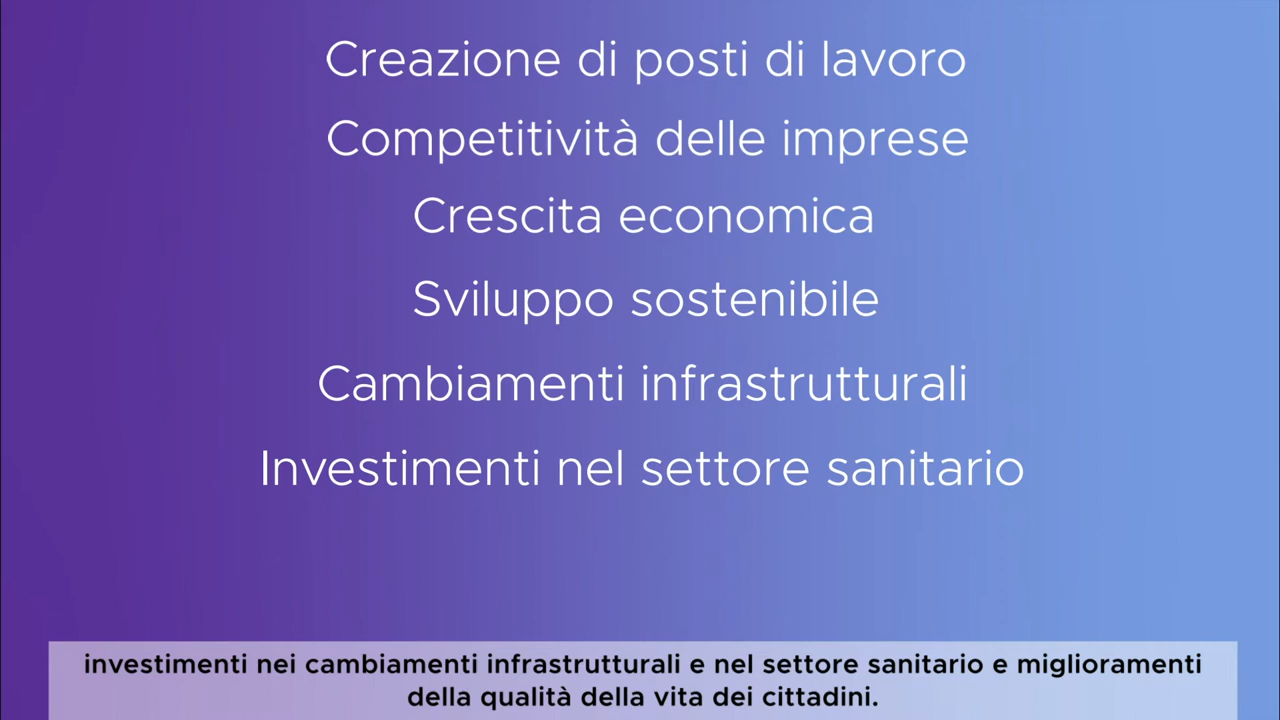 Creazione di posti di lavoro
Competitività delle imprese
Crescita economica
Sviluppo sostenibile
Cambiamenti infrastrutturali
Investimenti nel settore sanitario
investimenti nei cambiamenti infrastrutturali e nel settore sanitario e miglioramenti
della qualità della vita dei cittadini.